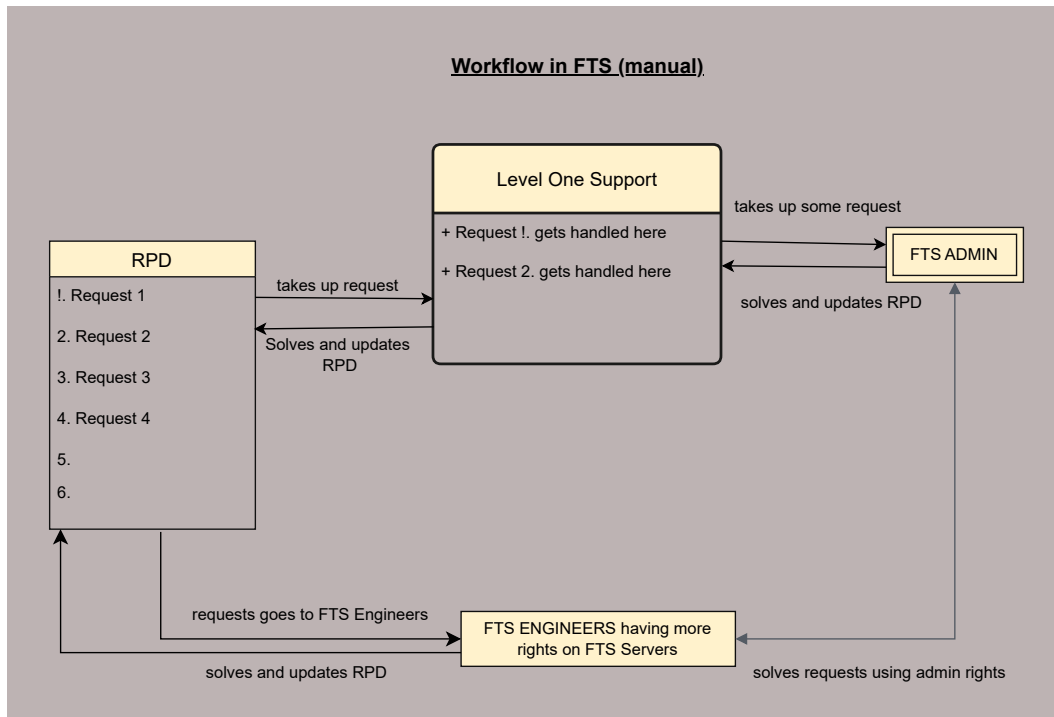 Workflow in FTS (manual)
Level One Support
+ Request !. gets handled here
+ Request 2. gets handled here
takes up some request
FTS ADMIN
solves and updates RPD
RPD
!. Request 1
2. Request 2
3. Request 3
4. Request 4
5.
6.
takes up request
Solves and updates
RPD
requests goes to FTS Engineers
FTS ENGINEERS having more
rights on FTS Servers
solves and updates RPD
solves requests using admin rights